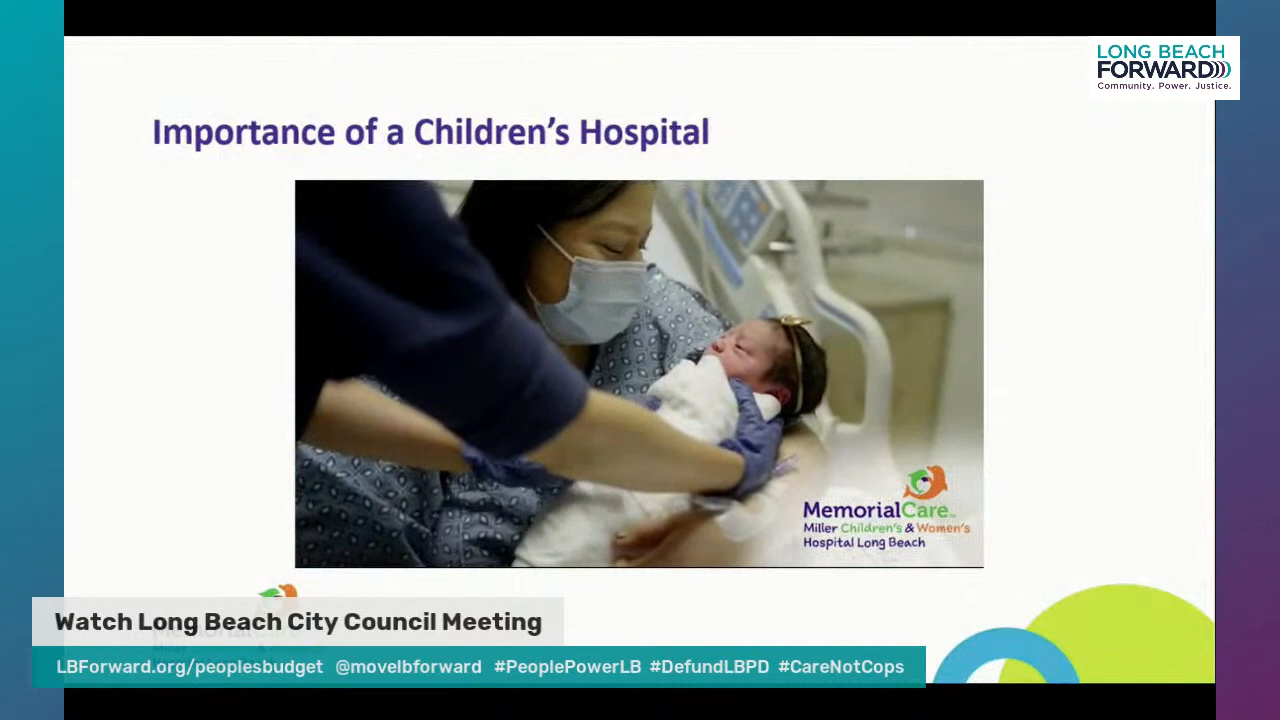 LONG BEACH
FORWARD
Community. Power. Justice.
Importance of a Children's Hospital
MemorialCare
Miller Children's & Women's
Hospital Long Beach
Watch Long Beach City Council Meeting
LBForward.org/peoplesbudget @movelbforward #PeoplePowerLB #DefundLBPD #CareNotCops